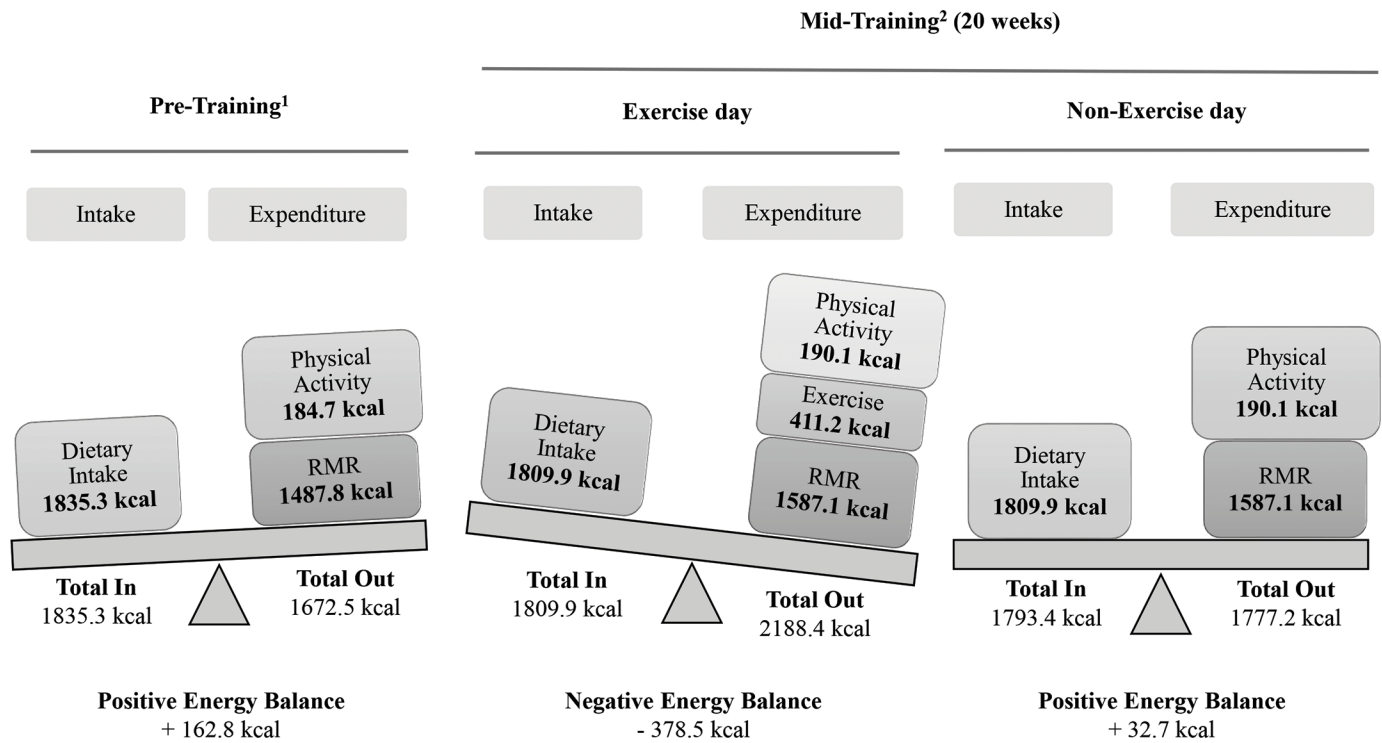 Mid-Training² (20 weeks)
Pre-Training¹
Exercise day
Non-Exercise day
Intake
Expenditure
Intake
Expenditure
Intake
Expenditure
Dietary
Intake
1835.3 kcal
Physical
Activity
184.7 kcal
RMR
1487.8 kcal
Total In
1835.3 kcal
Total Out
1672.5 kcal
Positive Energy Balance
+ 162.8 kcal
Dietary
Intake
1809.9 kcal
Physical
Activity
190.1 kcal
Exercise
411.2 kcal
RMR
1587.1 kcal
Total In
1809.9 kcal
Total Out
2188.4 kcal
Negative Energy Balance
- 378.5 kcal
Dietary
Intake
1809.9 kcal
Physical
Activity
190.1 kcal
RMR
1587.1 kcal
Total In
1793.4 kcal
Total Out
1777.2 kcal
Positive Energy Balance
+ 32.7 kcal